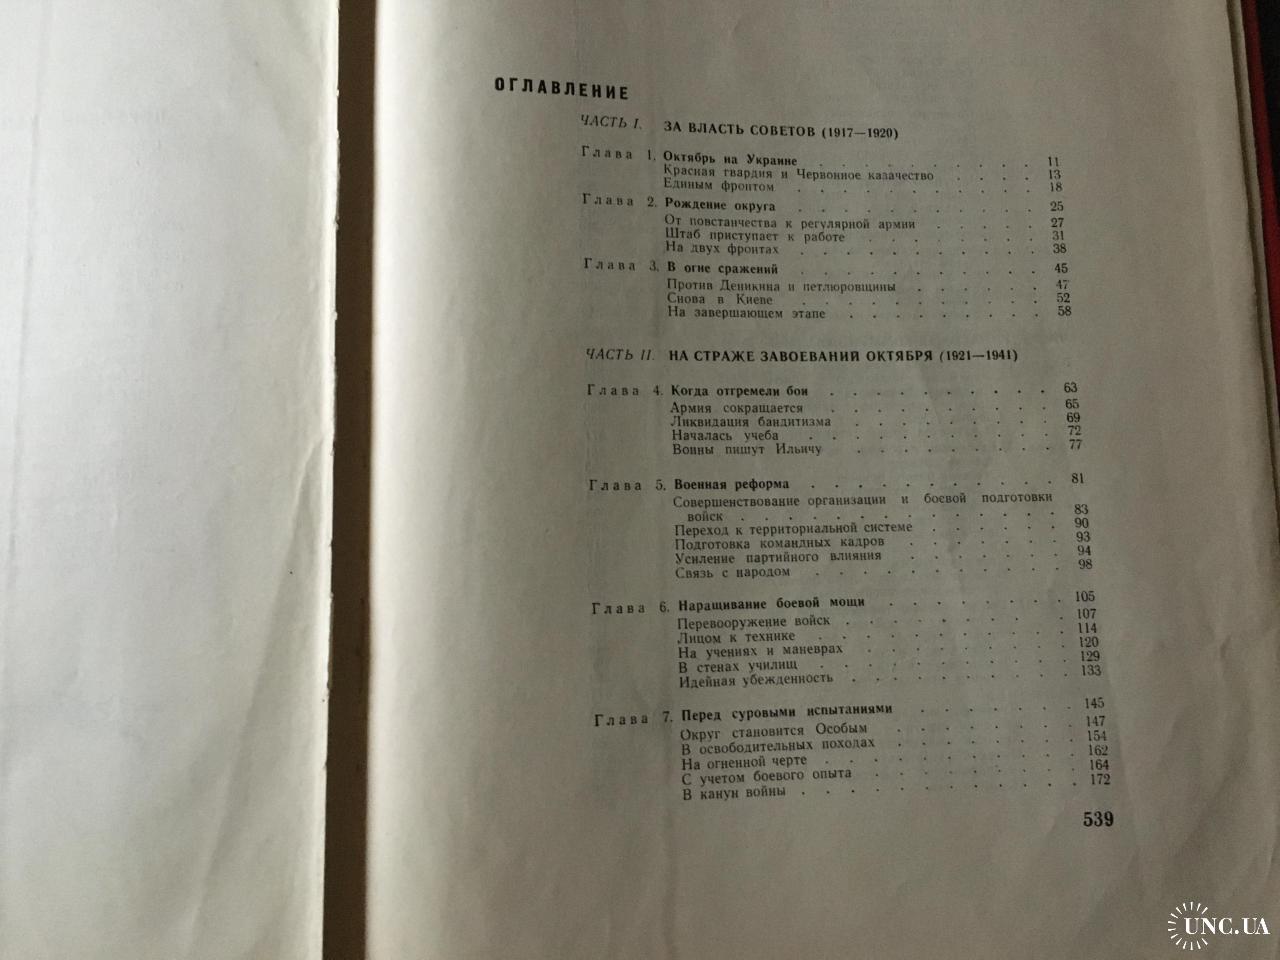 ОГЛАВЛЕНИЕ
ЧАСТЬ I. ЗА ВЛАСТЬ СОВЕТОВ (1917—1920)
Глава 1. Октябрь на Украине . . . . . . . . . . 11
Красная гвардия и Червонное казачество . . . . 13
Единым фронтом . . . . . . . . . . . 18
Глава 2. Рождение округа . . . . . . . . . . . 25
От повстанчества к регулярной армии . . . . . 27
Штаб приступает к работе . . . . . . . . 31
На двух фронтах . . . . . . . . . . . 38
Глава 3. В огне сражений . . . . . . . . . . . 45
Против Деникина и петлюровщины . . . . . . 47
Снова в Киеве . . . . . . . . . . . 52
На завершающем этапе . . . . . . . . . 58
ЧАСТЬ II. НА СТРАЖЕ ЗАВОЕВАНИЙ ОКТЯБРЯ (1921—1941)
Глава 4. Когда отгремели бои . . . . . . . . . . 63
Армия сокращается . . . . . . . . . . 65
Ликвидация бандитизма . . . . . . . . . 69
Началась учеба . . . . . . . . . . . 72
Воины пишут Ильичу . . . . . . . . . 77
Глава 5. Военная реформа . . . . . . . . . . . 81
Совершенствование организации и боевой подготовки
войск . . . . . . . . . . . . . . 83
Переход к территориальной системе . . . . . . 90
Подготовка командных кадров . . . . . . . 93
Усиление партийного влияния . . . . . . . 94
Связь с народом . . . . . . . . . . . 98
Глава 6. Наращивание боевой мощи . . . . . . . . 105
Перевооружение войск . . . . . . . . . 107
Лицом к технике . . . . . . . . . . 114
На учениях и маневрах . . . . . . . . . 120
В стенах училищ . . . . . . . . . . 129
Идейная убежденность . . . . . . . . . 133
Глава 7. Перед суровыми испытаниями . . . . . . . 145
Округ становится Особым . . . . . . . . 147
В освободительных походах . . . . . . . . 154
На огненной черте . . . . . . . . . . 162
С учетом боевого опыта . . . . . . . . . 164
В канун войны . . . . . . . . . . . 172
539
UNC.UA